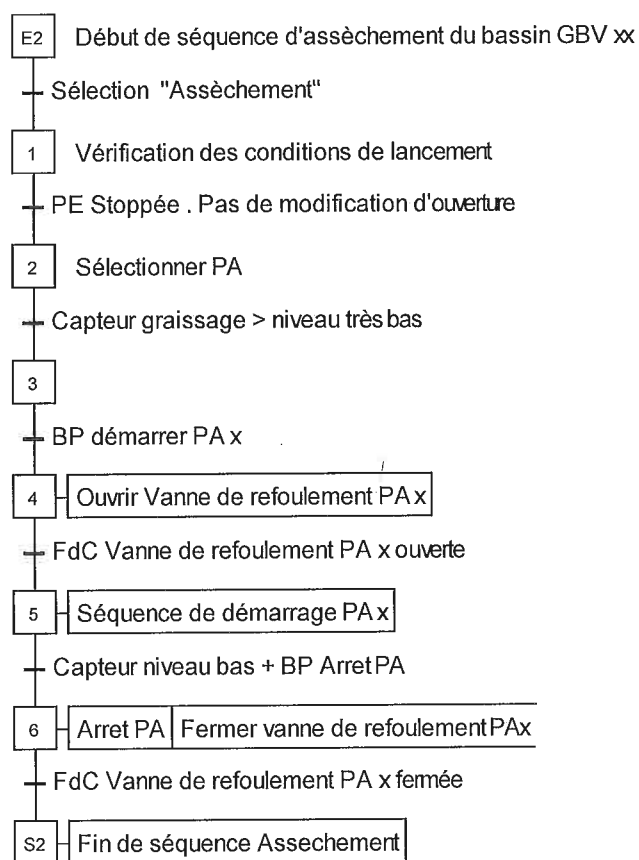 E2 Début de séquence d'assèchement du bassin GBV xx
Sélection "Assèchement"
1 Vérification des conditions de lancement
PE Stoppée . Pas de modification d'ouverture
2 Sélectionner PA
Capteur graissage > niveau très bas
3
BP démarrer PA x
4 Ouvrir Vanne de refoulement PA x
FdC Vanne de refoulement PA x ouverte
5 Séquence de démarrage PA x
Capteur niveau bas + BP Arret PA
6 Arret PA Fermer vanne de refoulement PAx
FdC Vanne de refoulement PA x fermée
S2 Fin de séquence Assechement